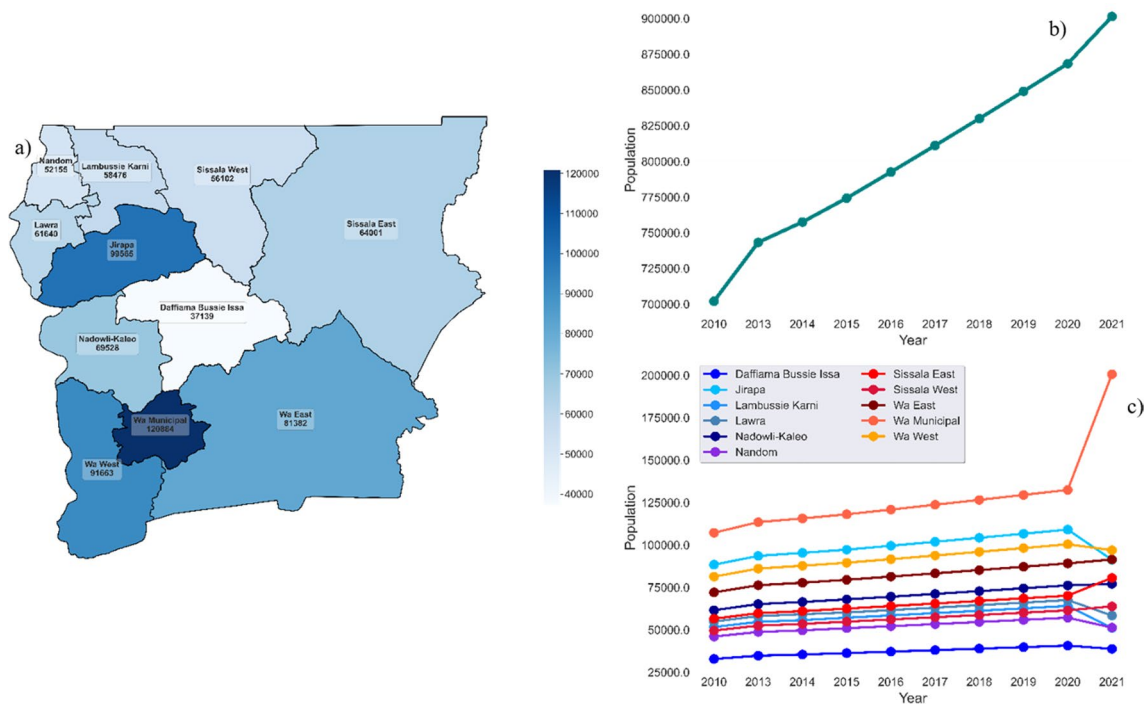 a)
Nandom
52155
Lambussie Karni
58476
Sissala West
56102
Lawra
61640
Jirapa
Sissala East
64001
Daffiama Bussie Issa
37139
Nadowli-Kaleo
69528
Wa Municipal
120884
Wa East
81382
Wa West
91663
120000
110000
100000
90000
80000
70000
60000
50000
40000
b)
Population
900000.0
875000.0
850000.0
825000.0
800000.0
775000.0
750000.0
725000.0
700000.0
2010 2013 2014 2015 2016 2017 2018 2019 2020 2021
Year
c)
Population
200000.0
175000.0
150000.0
125000.0
100000.0
75000.0
50000.0
25000.0
Daffiama Bussie Issa
Jirapa
Lambussie Karni
Lawra
Nadowli-Kaleo
Nandom
Sissala East
Sissala West
Wa East
Wa Municipal
Wa West
2010 2013 2014 2015 2016 2017 2018 2019 2020 2021
Year